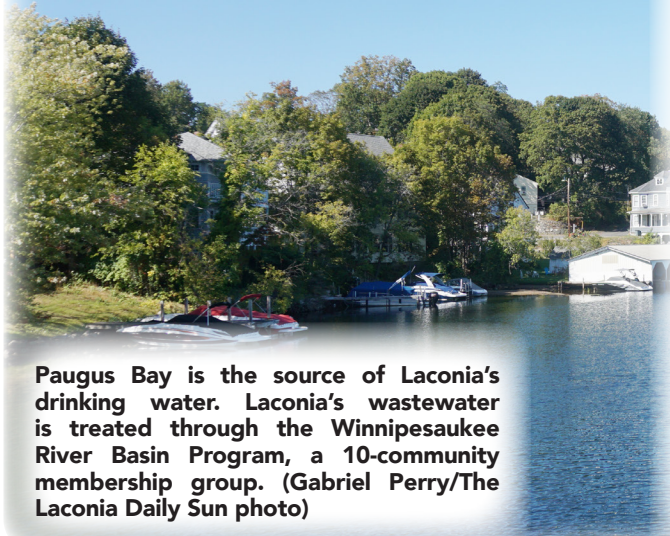 Paugus Bay is the source of Laconia's
drinking water. Laconia's wastewater
is treated through the Winnipesaukee
River Basin Program, a 10-community
membership group. (Gabriel Perry/The
Laconia Daily Sun photo)